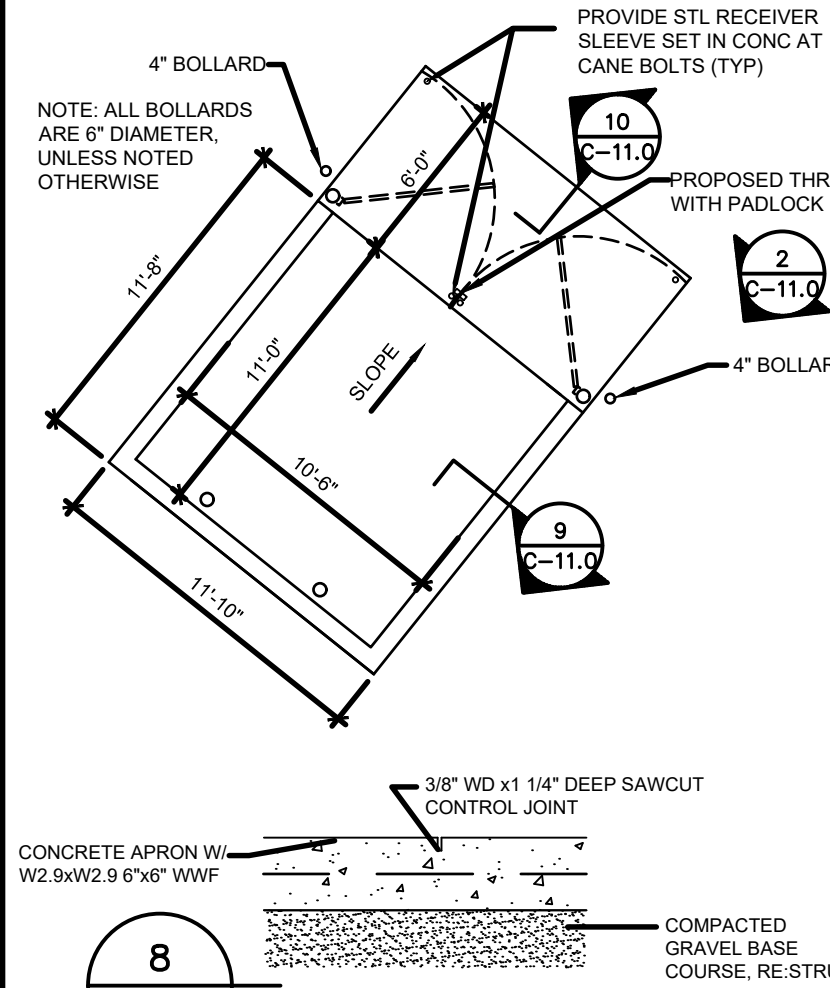 PROVIDE STL RECEIVER
SLEEVE SET IN CONC AT
CANE BOLTS (TYP)
4" BOLLARD
NOTE: ALL BOLLARDS
ARE 6" DIAMETER,
UNLESS NOTED
OTHERWISE
10
C-11.0
6'-0"
PROPOSED THR
WITH PADLOCK
2
C-11.0
11'-8"
11'-0"
SLOPE
4" BOLLAR
10'-6"
9
C-11.0
11'-10"
3/8" WD x1 1/4" DEEP SAWCUT
CONTROL JOINT
CONCRETE APRON W/
W2.9xW2.9 6"x6" WWF
8
COMPACTED
GRAVEL BASE
COURSE, RE:STRU